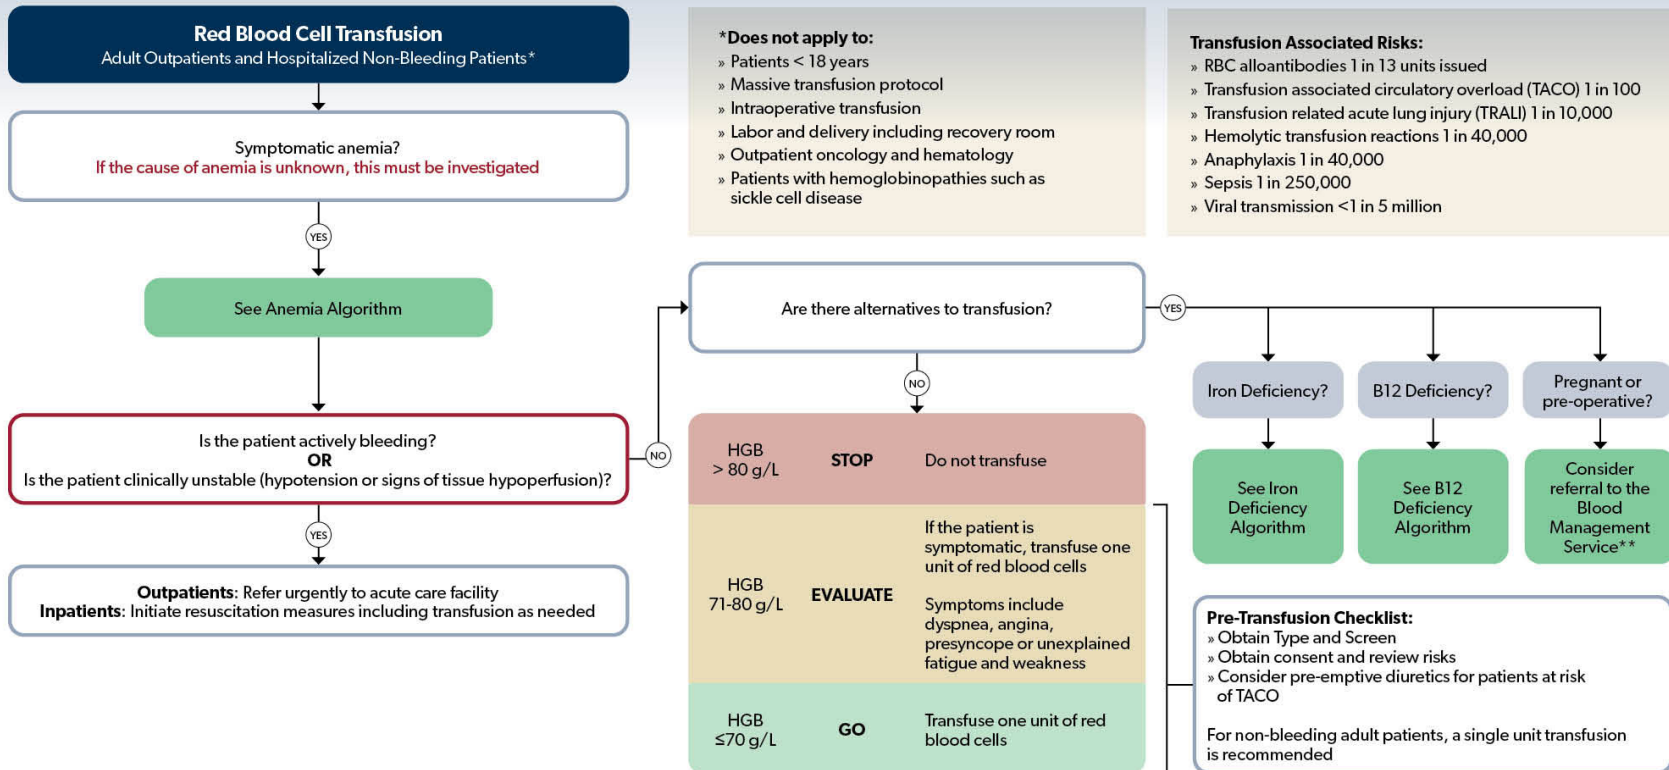 Red Blood Cell Transfusion
Adult Outpatients and Hospitalized Non-Bleeding Patients*
Symptomatic anemia?
If the cause of anemia is unknown, this must be investigated
YES
See Anemia Algorithm
Is the patient actively bleeding?
OR
Is the patient clinically unstable (hypotension or signs of tissue hypoperfusion)?
NO
YES
Outpatients: Refer urgently to acute care facility
Inpatients: Initiate resuscitation measures including transfusion as needed
*Does not apply to:
» Patients < 18 years
» Massive transfusion protocol
» Intraoperative transfusion
» Labor and delivery including recovery room
» Outpatient oncology and hematology
» Patients with hemoglobinopathies such as
sickle cell disease
Transfusion Associated Risks:
» RBC alloantibodies 1 in 13 units issued
» Transfusion associated circulatory overload (TACO) 1 in 100
» Transfusion related acute lung injury (TRALI) 1 in 10,000
» Hemolytic transfusion reactions 1 in 40,000
» Anaphylaxis 1 in 40,000
» Sepsis 1 in 250,000
» Viral transmission <1 in 5 million
Are there alternatives to transfusion?
YES
NO
HGB
> 80 g/L
STOP
Do not transfuse
HGB
71-80 g/L
EVALUATE
If the patient is
symptomatic, transfuse one
unit of red blood cells
Symptoms include
dyspnea, angina,
presyncope or unexplained
fatigue and weakness
HGB
≤70 g/L
GO
Transfuse one unit of red
blood cells
Iron Deficiency?
See Iron
Deficiency
Algorithm
B12 Deficiency?
See B12
Deficiency
Algorithm
Pregnant or
pre-operative?
Consider
referral to the
Blood
Management
Service**
Pre-Transfusion Checklist:
» Obtain Type and Screen
» Obtain consent and review risks
» Consider pre-emptive diuretics for patients at risk
of TACO
For non-bleeding adult patients, a single unit transfusion
is recommended